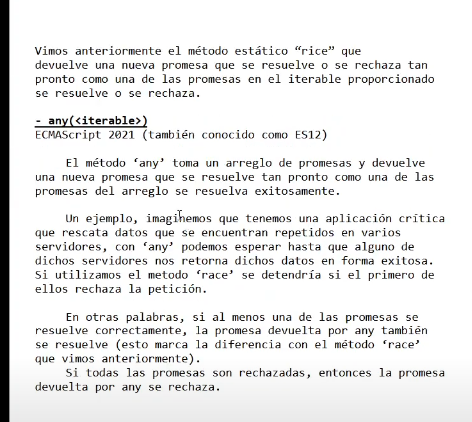 Vimos anteriormente el método estático “rice” que
devuelve una nueva promesa que se resuelve o se rechaza tan
pronto como una de las promesas en el iterable proporcionado
se resuelve o se rechaza.
- any(<iterable>)
ECMAScript 2021 (también conocido como ES12)
El método ‘any’ toma un arreglo de promesas y devuelve
una nueva promesa que se resuelve tan pronto como una de las
promesas del arreglo se resuelva exitosamente.
Un ejemplo, imaginemos que tenemos una aplicación crítica
que rescata datos que se encuentran repetidos en varios
servidores, con ‘any’ podemos esperar hasta que alguno de
dichos servidores nos retorna dichos datos en forma exitosa.
Si utilizamos el metodo ‘race’ se detendría si el primero de
ellos rechaza la petición.
En otras palabras, si al menos una de las promesas se
resuelve correctamente, la promesa devuelta por any también
se resuelve (esto marca la diferencia con el método ‘race’
que vimos anteriormente).
Si todas las promesas son rechazadas, entonces la promesa
devuelta por any se rechaza.